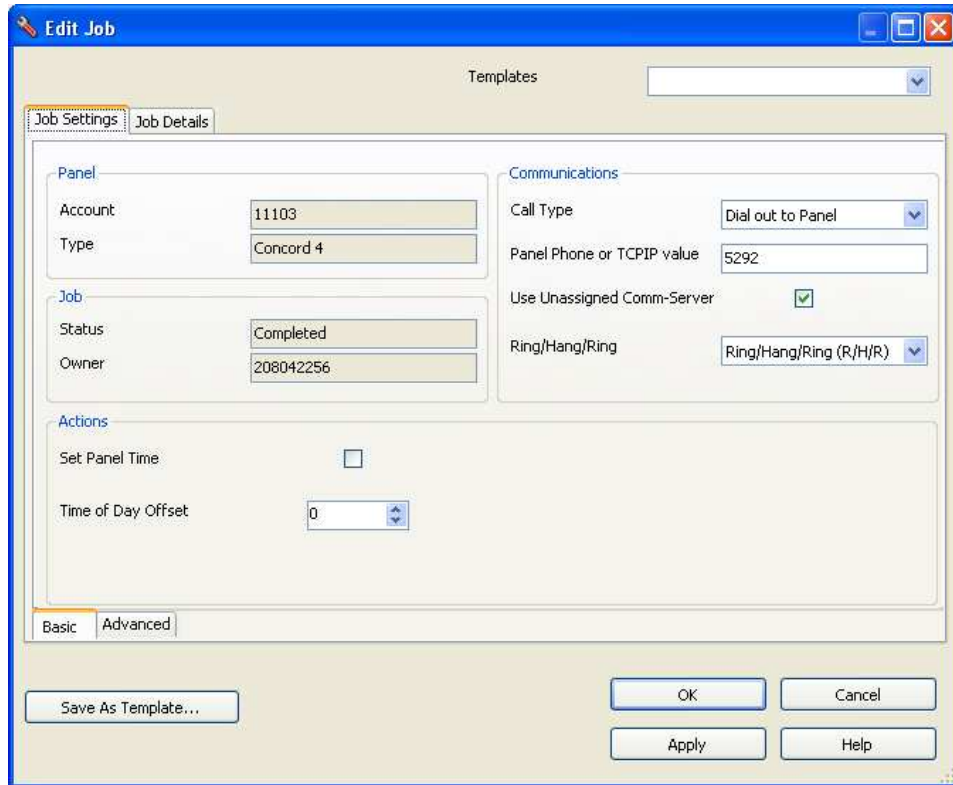 Edit Job
Templates
Job Settings
Job Details
Panel
Account
11103
Type
Concord 4
Job
Status
Completed
Owner
208042256
Communications
Call Type
Dial out to Panel
Panel Phone or TCPIP value
5292
Use Unassigned Comm-Server
Ring/Hang/Ring
Ring/Hang/Ring (R/H/R)
Actions
Set Panel Time
Time of Day Offset
0
Basic
Advanced
Save As Template...
OK
Cancel
Apply
Help